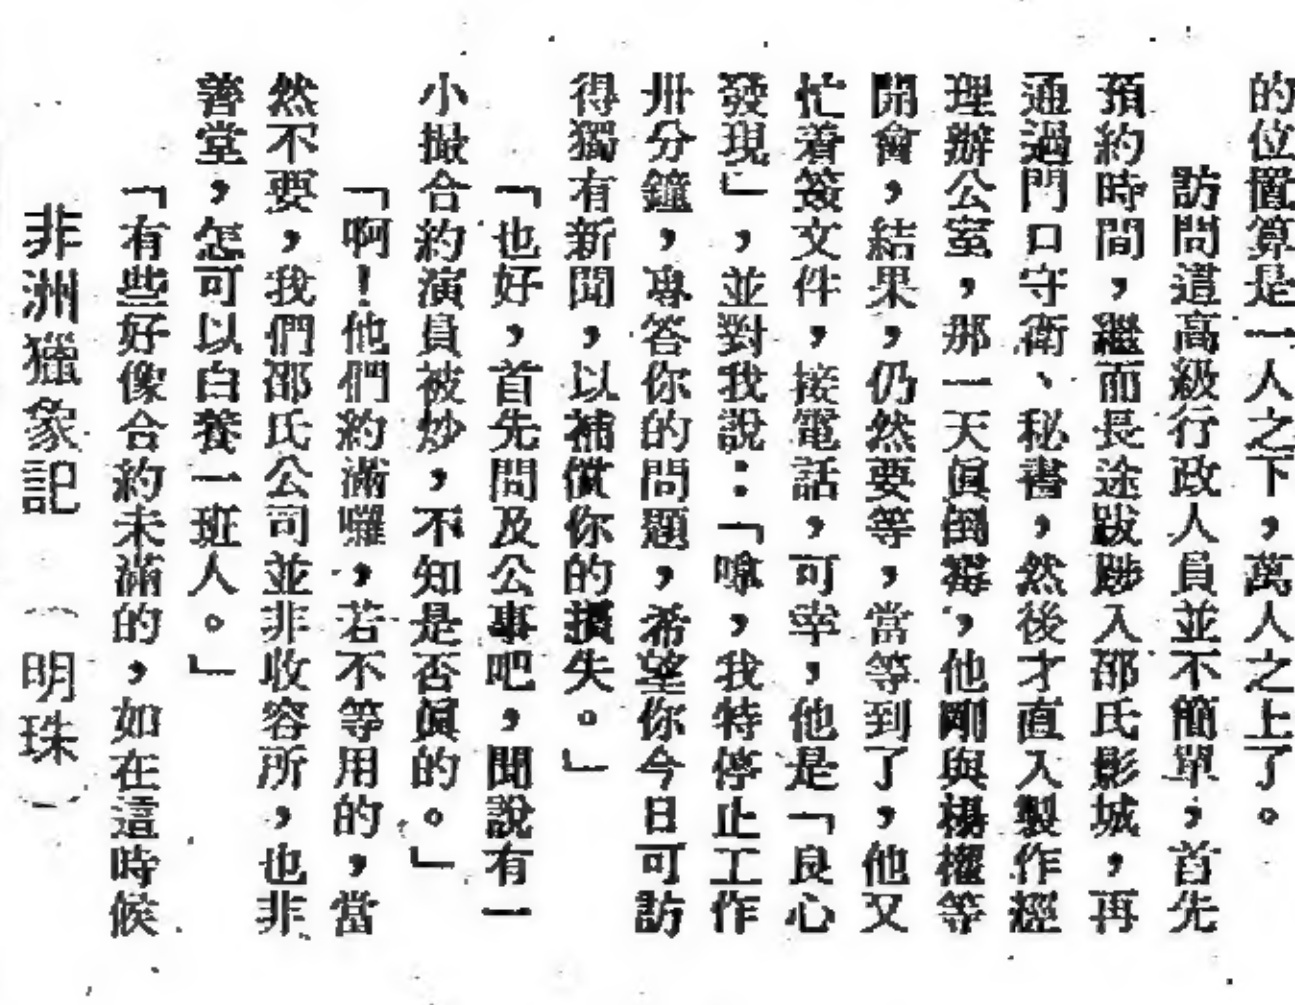 的位置算是一人之下，萬人之上了。
訪問這高級行政人員並不簡單，首先
預約時間，繼而長途跋踄入邵氏影城，再
通過門口守衛、秘書，然後才直入製作經
理辦公室，那一天眞倒霉，他剛與楊權等
開會，結果，仍然要等，當等到了，他又
忙着簽文件，接電話，可幸，他是「良心
發現」，並對我說：「嗱，我特停止工作
卅分鐘，專答你的問題，希望你今日可訪
得獨有新聞，以補償你的損失。」
「也好，首先問及公事吧，聞說有一
小撮合約演員被炒，不知是否眞的。」
「啊！他們約滿囉，若不等用的，當
然不要，我們邵氏公司並非收容所，也非
善堂，怎可以白養一班人。」
「有些好像合約未滿的，如在這時候
非洲獵象記　（明珠）